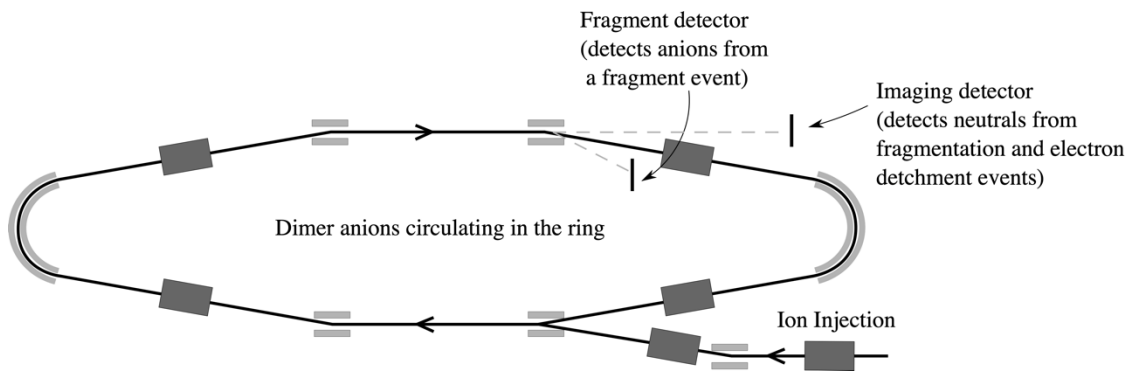 Fragment detector
(detects anions from
a fragment event)
Imaging detector
(detects neutrals from
fragmentation and electron
detchment events)
Dimer anions circulating in the ring
Ion Injection